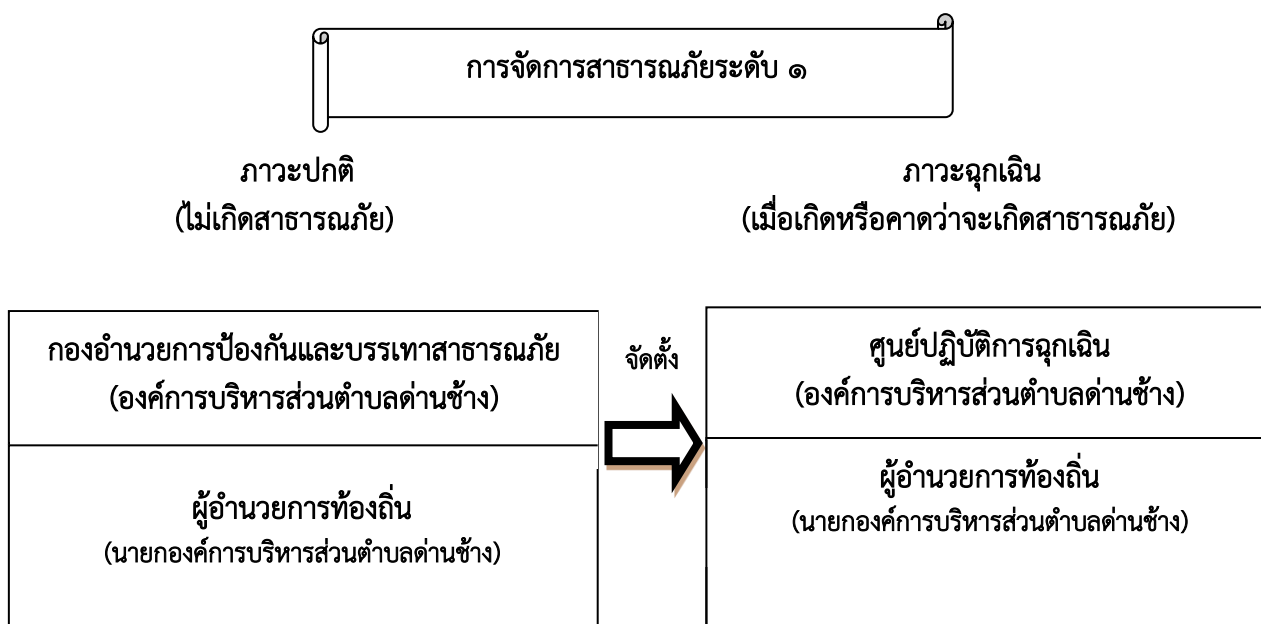 การจัดการสาธารณภัยระดับ ๑
ภาวะปกติ
(ไม่เกิดสาธารณภัย)
ภาวะฉุกเฉิน
(เมื่อเกิดหรือคาดว่าจะเกิดสาธารณภัย)
กองอำนวยการป้องกันและบรรเทาสาธารณภัย
(องค์การบริหารส่วนตำบลด่านช้าง)
ผู้อำนวยการท้องถิ่น
(นายกองค์การบริหารส่วนตำบลด่านช้าง)
จัดตั้ง
ศูนย์ปฏิบัติการฉุกเฉิน
(องค์การบริหารส่วนตำบลด่านช้าง)
ผู้อำนวยการท้องถิ่น
(นายกองค์การบริหารส่วนตำบลด่านช้าง)